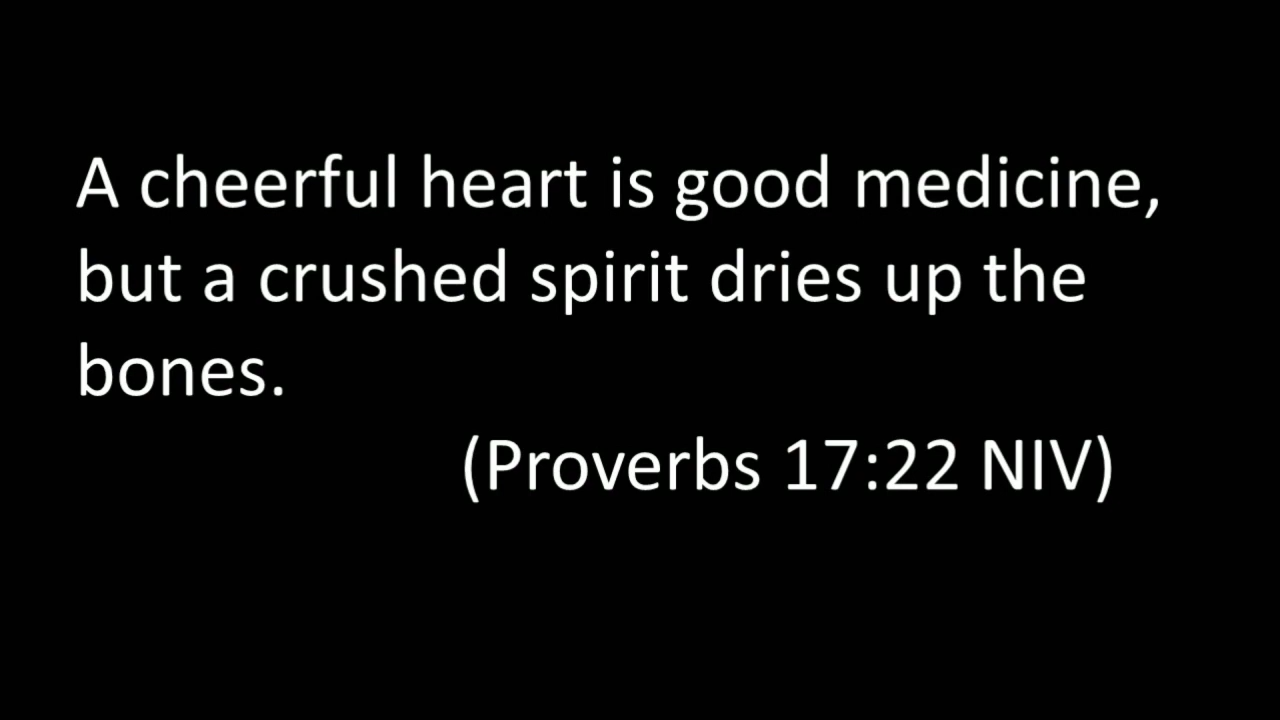 A cheerful heart is good medicine,
but a crushed spirit dries up the
bones.
(Proverbs 17:22 NIV)